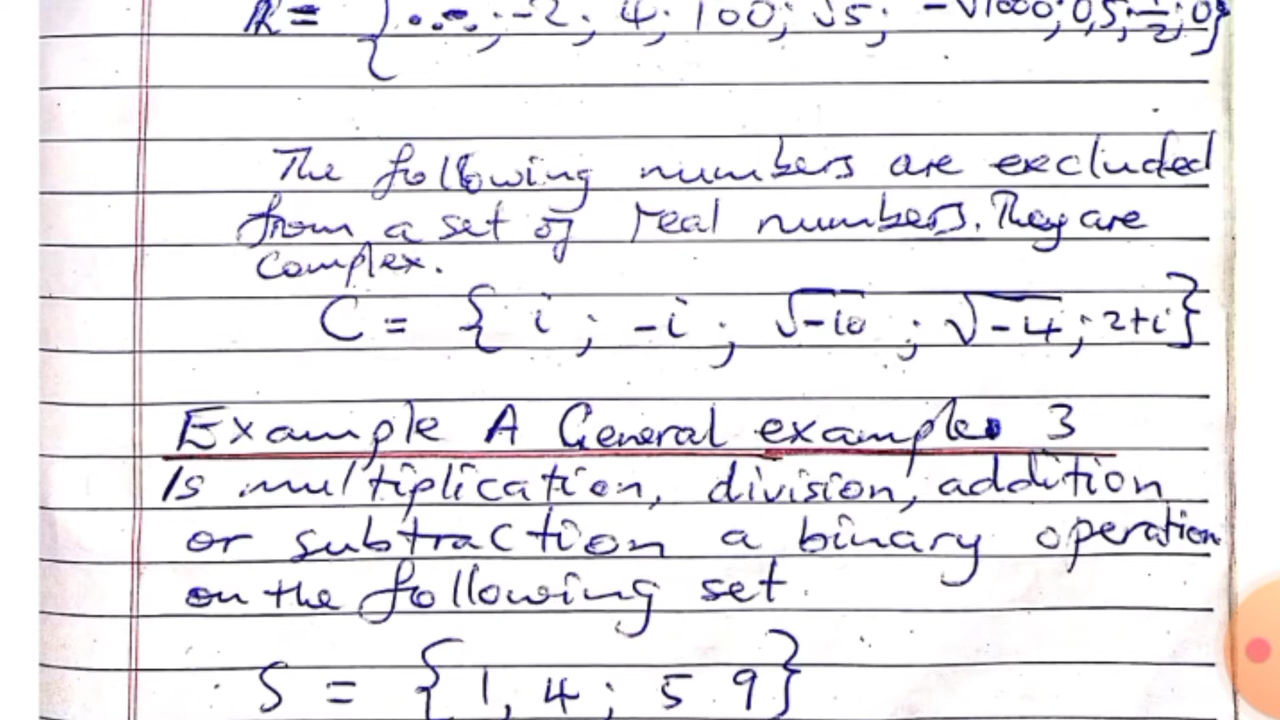 R = {...; -2; 4; 100; √5; -√1000; 0,5; 1/2; 0}
The following numbers are excluded
from a set of real numbers. They are
complex.
C = { i ; -i ; √-10 ; √-4 ; 2+i}
Example A General examples 3
Is multiplication, division, addition
or subtraction a binary operation
on the following set.
S = {1, 4 ; 5 9}